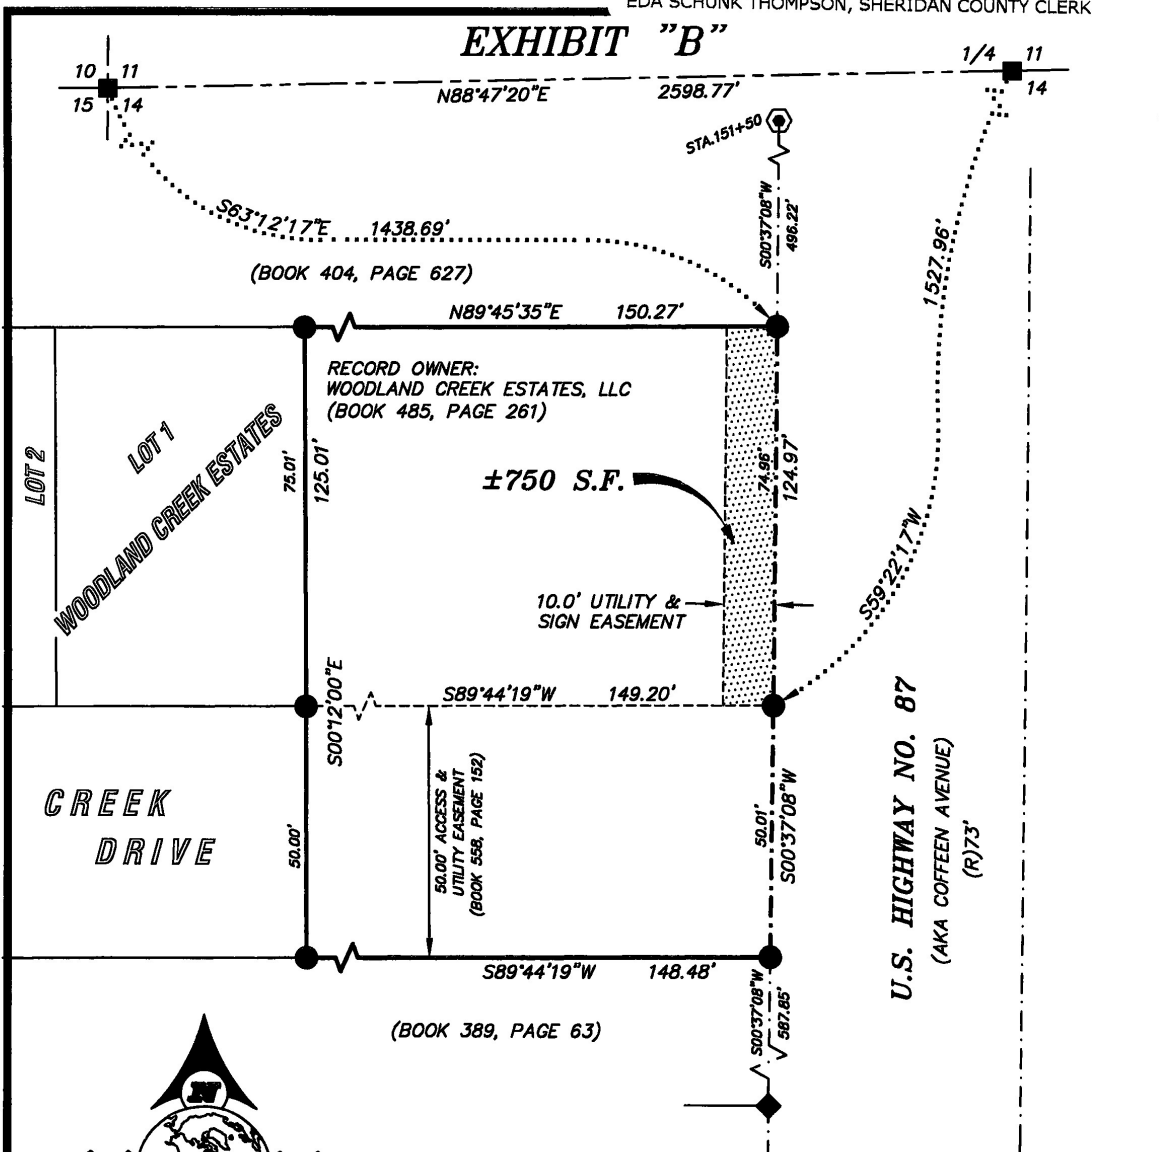 EDA SCHUNK THOMPSON, SHERIDAN COUNTY CLERK
EXHIBIT "B"
10 11
15 14
1/4 11
14
N88°47'20"E 2598.77'
STA.151+50
S00°37'08"W
496.22'
S63°12'17"E 1438.69'
(BOOK 404, PAGE 627)
1527.96'
S59°22'17"W
N89°45'35"E 150.27'
RECORD OWNER:
WOODLAND CREEK ESTATES, LLC
(BOOK 485, PAGE 261)
LOT 2
LOT 1
WOODLAND CREEK ESTATES
75.01'
125.01'
±750 S.F.
74.96'
124.97'
10.0' UTILITY &
SIGN EASEMENT
S00°12'00"E
S89°44'19"W 149.20'
CREEK
DRIVE
50.00'
50.00' ACCESS &
UTILITY EASEMENT
(BOOK 558, PAGE 152)
50.01'
S00°37'08"W
U.S. HIGHWAY NO. 87
(AKA COFFEEN AVENUE)
(R)73'
S89°44'19"W 148.48'
(BOOK 389, PAGE 63)
S00°37'08"W
587.85'
N